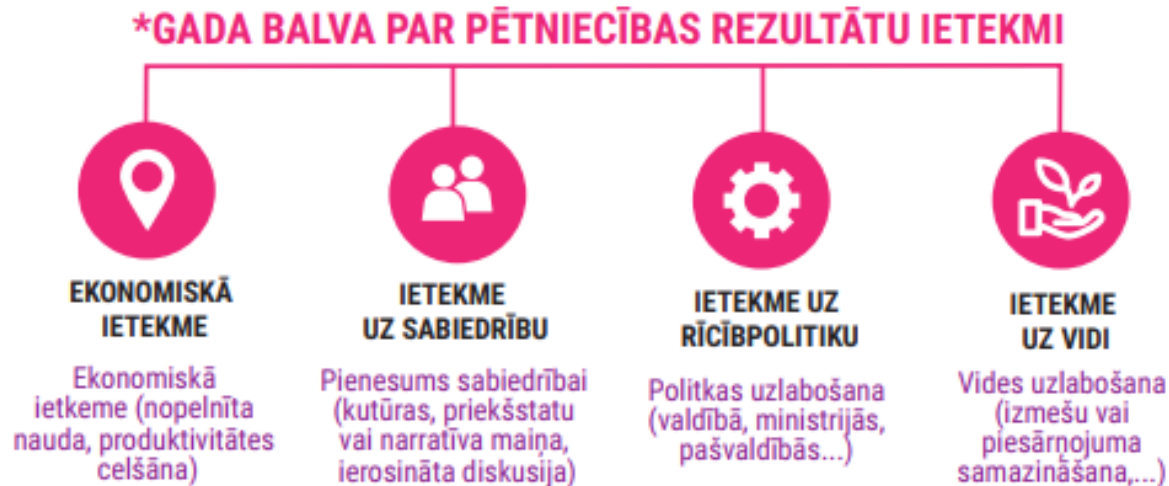 *GADA BALVA PAR PĒTNIECĪBAS REZULTĀTU IETEKMI
EKONOMISKĀ
IETEKME
Ekonomiskā
ietkeme (nopelnīta
nauda, produktivitātes
celšāna)
IETEKME
UZ SABIEDRĪBU
Pienesums sabiedrībai
(kutūras, priekšstatu
vai narratīva maiņa,
ierosināta diskusija)
IETEKME UZ
RĪCĪBPOLITIKU
Politkas uzlabošana
(valdībā, ministrijās,
pašvaldībās...)
IETEKME
UZ VIDI
Vides uzlabošana
(izmešu vai
piesārņojuma
samazināšana,...)